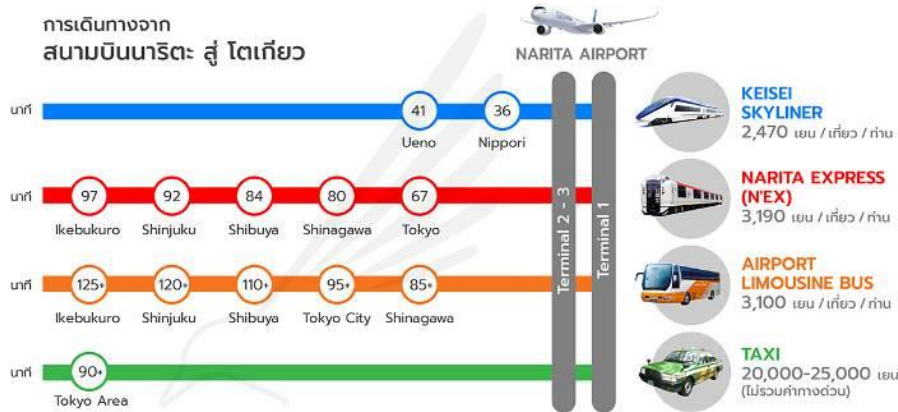 การเดินทางจาก
สนามบินนาริตะ สู่ โตเกียว
NARITA AIRPORT
นาที
41
36
Ueno
Nippori
KEISEI
SKYLINER
2,470 เยน / เที่ยว / ท่าน
นาที
97
92
84
80
67
Ikebukuro
Shinjuku
Shibuya
Shinagawa
Tokyo
NARITA EXPRESS
(N'EX)
3,190 เยน / เที่ยว / ท่าน
Terminal 2 - 3
Terminal 1
นาที
125+
120+
110+
95+
85+
Ikebukuro
Shinjuku
Shibuya
Tokyo City
Shinagawa
AIRPORT
LIMOUSINE BUS
3,100 เยน / เที่ยว / ท่าน
นาที
90+
Tokyo Area
TAXI
20,000-25,000 เยน
(ไม่รวมค่าทางด่วน)